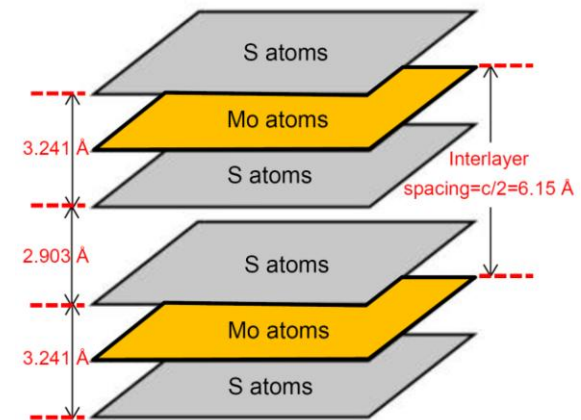 S atoms
Mo atoms
3.241 Å
S atoms
Interlayer
spacing=c/2=6.15 Å
2.903 Å
S atoms
Mo atoms
3.241 Å
S atoms